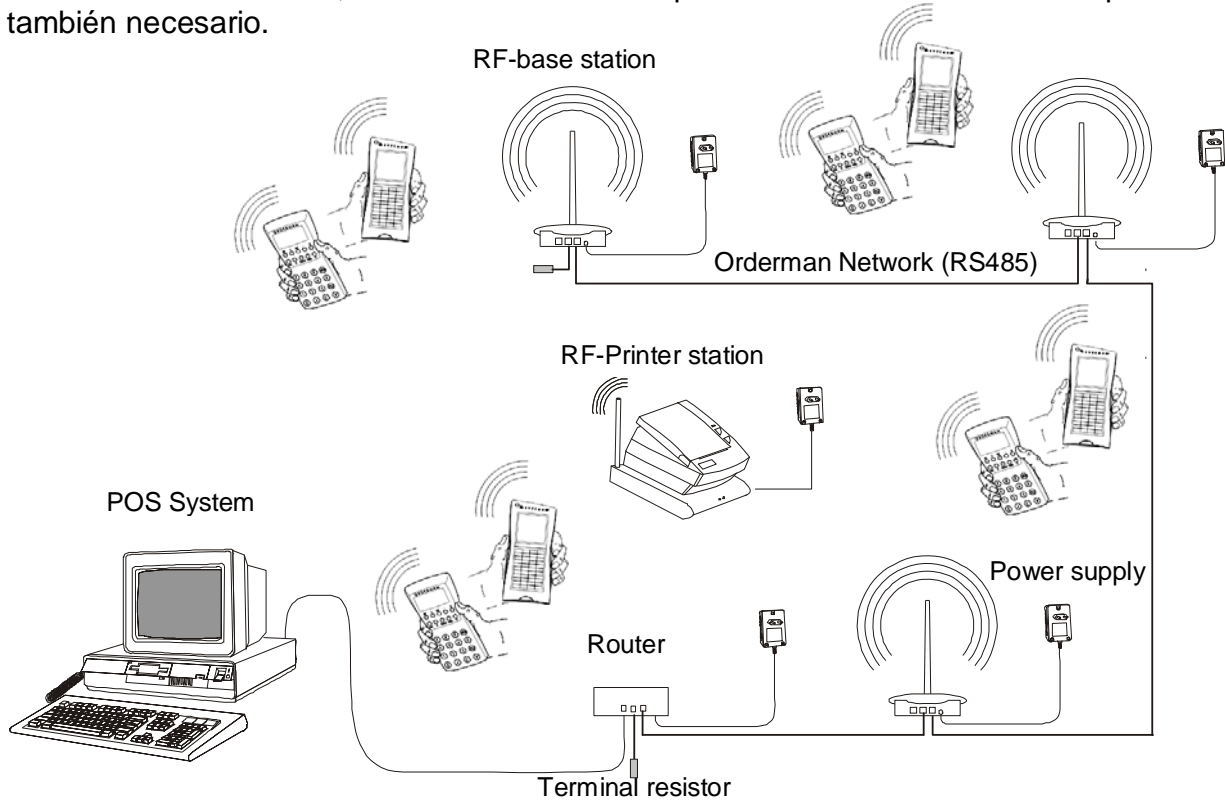 también necesario.
RF-base station
Orderman Network (RS485)
RF-Printer station
POS System
Power supply
Router
Terminal resistor